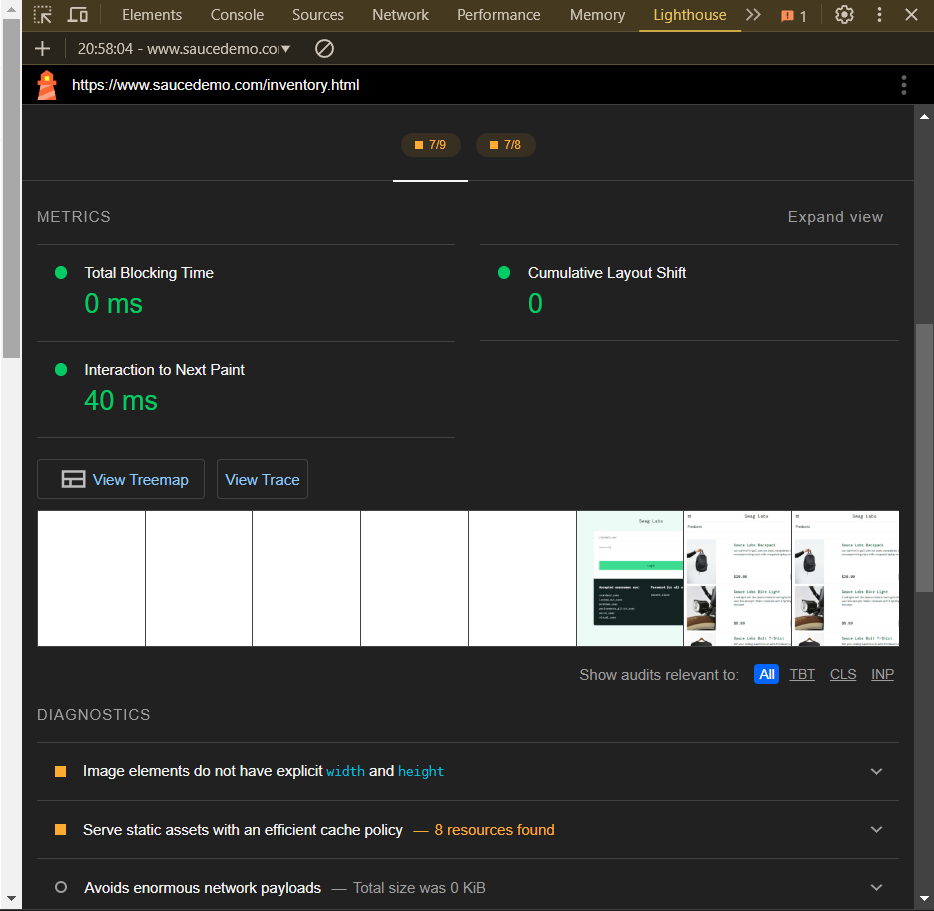 Elements Console Sources Network Performance Memory Lighthouse 1
20:58:04 - www.saucedemo.co
https://www.saucedemo.com/inventory.html
7/9 7/8
METRICS Expand view
Total Blocking Time Cumulative Layout Shift
0 ms 0
Interaction to Next Paint
40 ms
View Treemap View Trace
Swag Labs Swag Labs Swag Labs
Products Products
Sauce Labs Backpack Sauce Labs Backpack
Login
$29.99 $29.99
Sauce Labs Bike Light Sauce Labs Bike Light
$9.99 $9.99
Sauce Labs Bolt T-Shirt Sauce Labs Bolt T-Shirt
Show audits relevant to: All TBT CLS INP
DIAGNOSTICS
Image elements do not have explicit width and height
Serve static assets with an efficient cache policy — 8 resources found
Avoids enormous network payloads — Total size was 0 KiB